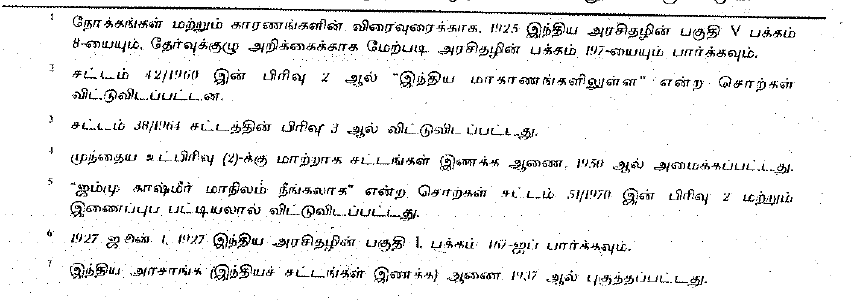 1 நோக்கங்கள் மற்றும் காரணங்களின் விரைவுரைக்காக, 1925 இந்திய அரசிதழின் பகுதி V பக்கம்
8-யையும், தேர்வுக்குழு அறிக்கைக்காக மேற்படி அரசிதழின் பக்கம் 197-யையும் பார்க்கவும்.
2 சட்டம் 42/1960 இன் பிரிவு 2 ஆல் "இந்திய மாகாணங்களிலுள்ள" என்ற சொற்கள்
விட்டுவிடப்பட்டன.
3 சட்டம் 38/1964 சட்டத்தின் பிரிவு 3 ஆல் விட்டுவிடப்பட்டது.
4 முந்தைய உட்பிரிவு (2)-க்கு மாற்றாக சட்டங்கள் இணக்க ஆணை, 1950 ஆல் அமைக்கப்பட்டது.
5 "ஜம்மு காஷ்மீர் மாநிலம் நீங்கலாக" என்ற சொற்கள் சட்டம் 51/1970 இன் பிரிவு 2 மற்றும்
இணைப்புப் பட்டியலால் விட்டுவிடப்பட்டது.
6 1927 ஜூன் 1, 1927 இந்திய அரசிதழின் பகுதி I, பக்கம் பார்க்கவும்.
7 இந்திய அரசாங்க (இந்தியச் சட்டங்கள் இணக்க) ஆணை 1937 ஆல் புகுத்தப்பட்டது.